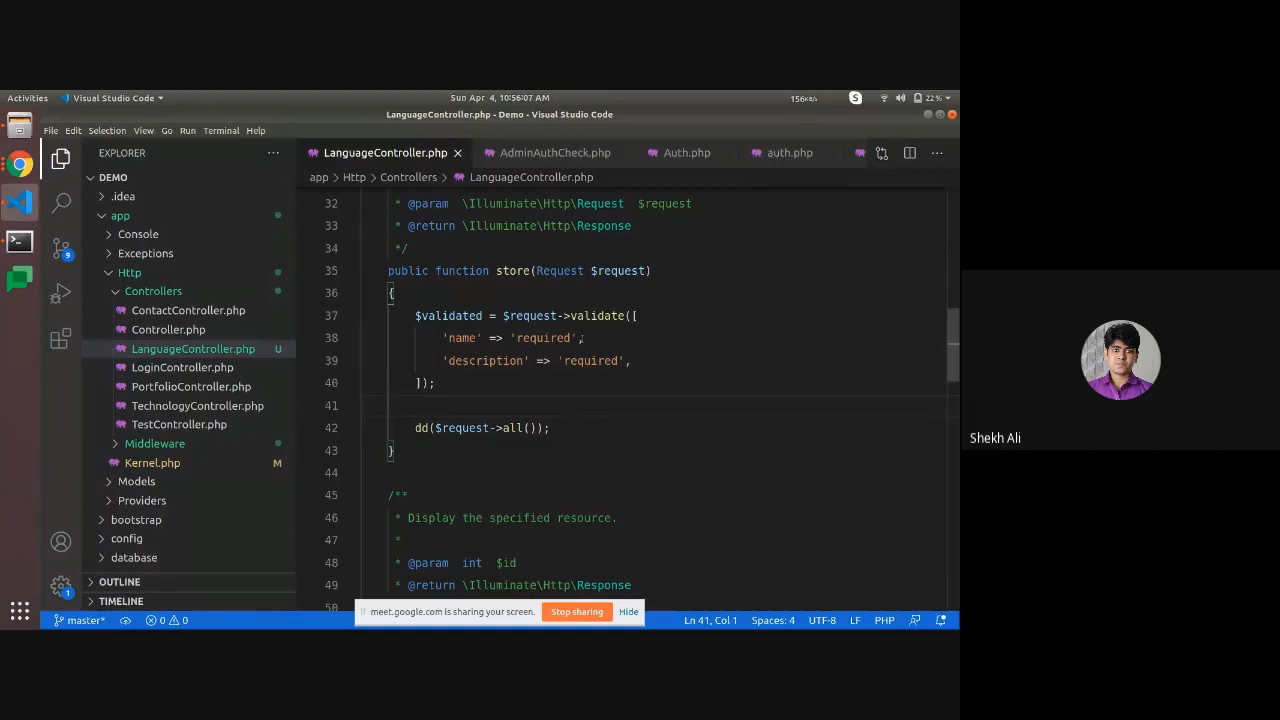 Activities Visual Studio Code Sun Apr 4, 10:56:07 AM 22%
LanguageController.php - Demo - Visual Studio Code
File Edit Selection View Go Run Terminal Help
EXPLORER
LanguageController.php AdminAuthCheck.php Auth.php auth.php
app > Http > Controllers > LanguageController.php
DEMO
.idea
app
Console
Exceptions
Http
Controllers
ContactController.php
Controller.php
LanguageController.php U
LoginController.php
PortfolioController.php
TechnologyController.php
TestController.php
Middleware
Kernel.php M
Models
Providers
bootstrap
config
database
OUTLINE
TIMELINE
9
1
32 * @param \Illuminate\Http\Request $request
33 * @return \Illuminate\Http\Response
34 */
35 public function store(Request $request)
36 {
37 $validated = $request->validate([
38 'name' => 'required',
39 'description' => 'required',
40 ]);
41
42 dd($request->all());
43 }
44
45 /**
46 * Display the specified resource.
47 *
48 * @param int $id
49 * @return \Illuminate\Http\Response
50
meet.google.com is sharing your screen. Stop sharing Hide
master* 0 0 Ln 41, Col 1 Spaces: 4 UTF-8 LF PHP
Shekh Ali